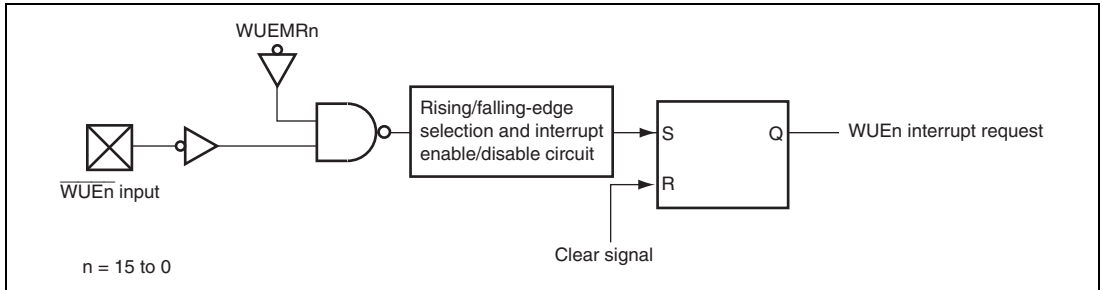 WUEMRn
Rising/falling-edge
selection and interrupt
enable/disable circuit
S
Q
WUEn interrupt request
R
WUEn input
Clear signal
n = 15 to 0